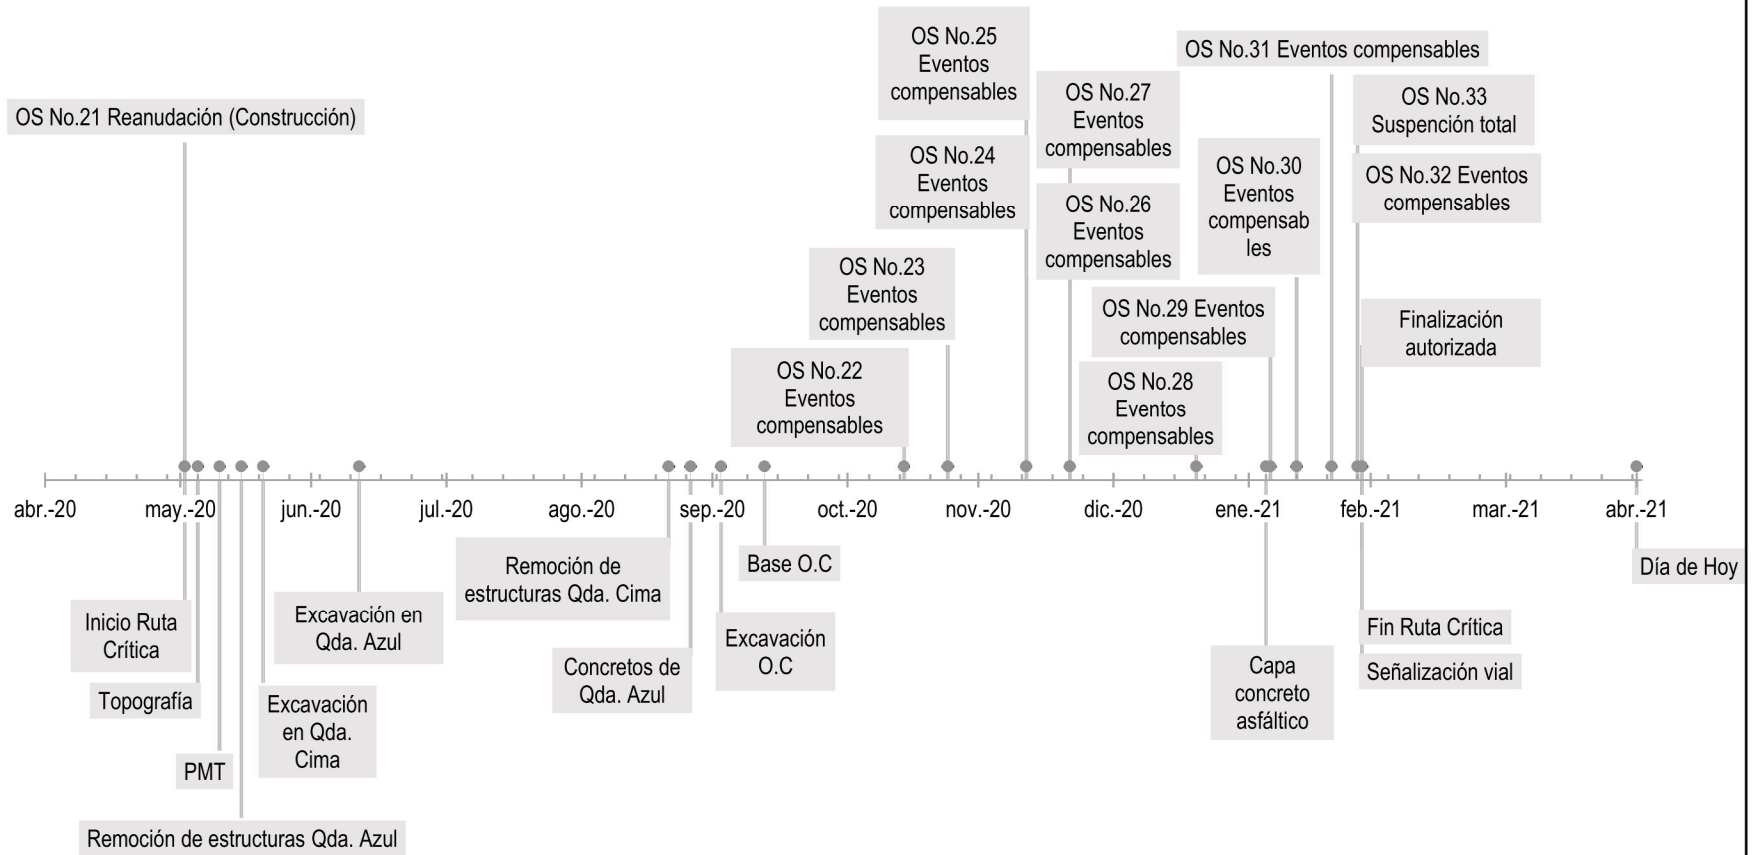 OS No.25
Eventos
compensables
OS No.31 Eventos compensables
OS No.27
Eventos
compensables
OS No.33
Suspención total
OS No.21 Reanudación (Construcción)
OS No.24
Eventos
compensables
OS No.30
Eventos
compensab
les
OS No.32 Eventos
compensables
OS No.26
Eventos
compensables
OS No.23
Eventos
compensables
OS No.29 Eventos
compensables
Finalización
autorizada
OS No.22
Eventos
compensables
OS No.28
Eventos
compensables
abr.-20
may.-20
jun.-20
jul.-20
ago.-20
sep.-20
oct.-20
nov.-20
dic.-20
ene.-21
feb.-21
mar.-21
abr.-21
Inicio Ruta
Crítica
Topografía
PMT
Remoción de estructuras Qda. Azul
Excavación
en Qda.
Cima
Excavación en
Qda. Azul
Remoción de
estructuras Qda. Cima
Concretos de
Qda. Azul
Excavación
O.C
Base O.C
Capa
concreto
asfáltico
Fin Ruta Crítica
Señalización vial
Día de Hoy